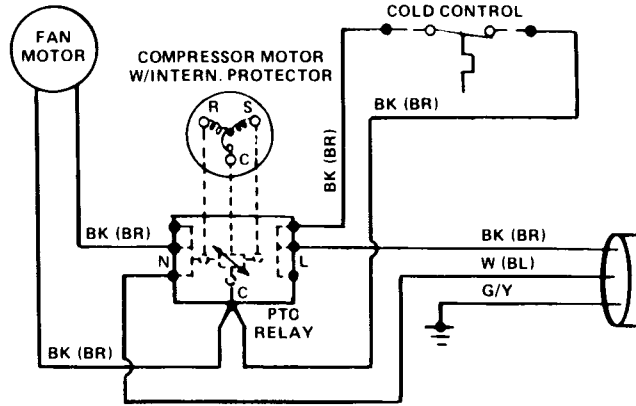 FAN
MOTOR
COMPRESSOR MOTOR
W/INTERN. PROTECTOR
COLD CONTROL
R
S
C
BK (BR)
BK (BR)
BK (BR)
N
L
BK (BR)
W (BL)
G/Y
C
PTC
RELAY
BK (BR)